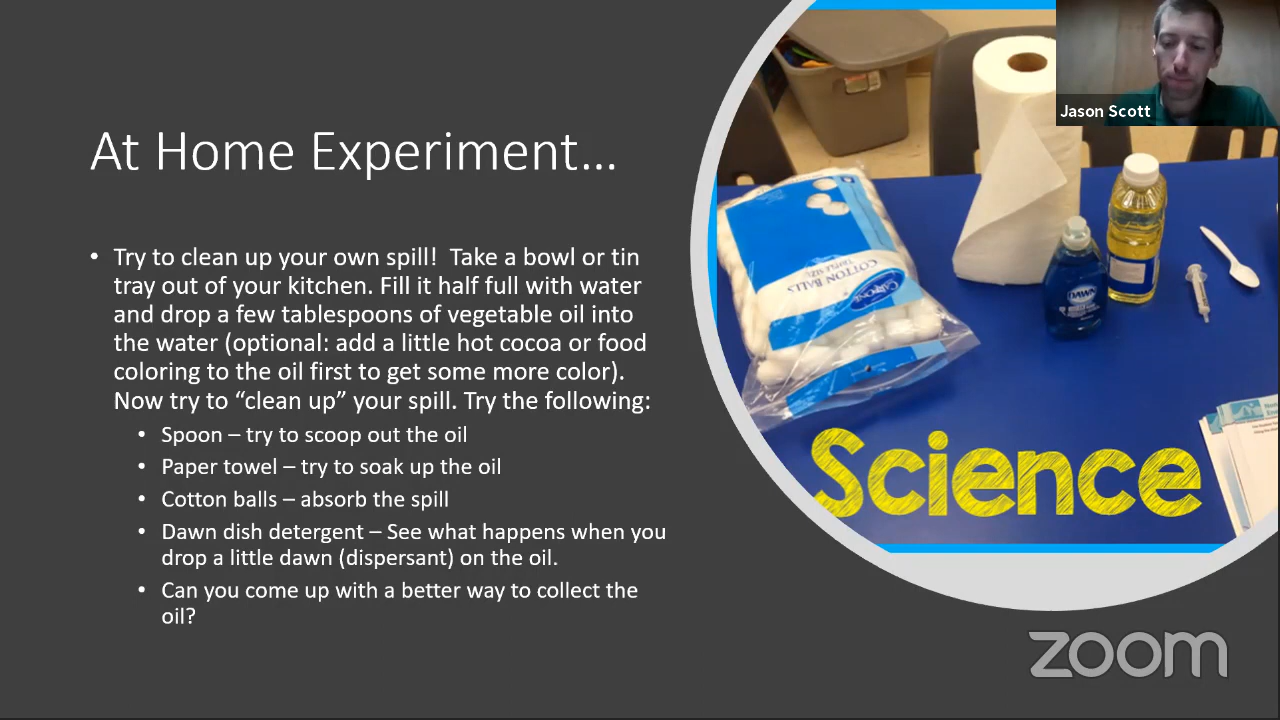 Jason Scott
At Home Experiment...
• Try to clean up your own spill!  Take a bowl or tin
tray out of your kitchen. Fill it half full with water
and drop a few tablespoons of vegetable oil into
the water (optional: add a little hot cocoa or food
coloring to the oil first to get some more color).
Now try to “clean up” your spill. Try the following:
• Spoon – try to scoop out the oil
• Paper towel – try to soak up the oil
• Cotton balls – absorb the spill
• Dawn dish detergent – See what happens when you
drop a little dawn (dispersant) on the oil.
• Can you come up with a better way to collect the
oil?
COTTON BALLS
TRIPLE SIZE
DAWN
Science
zoom